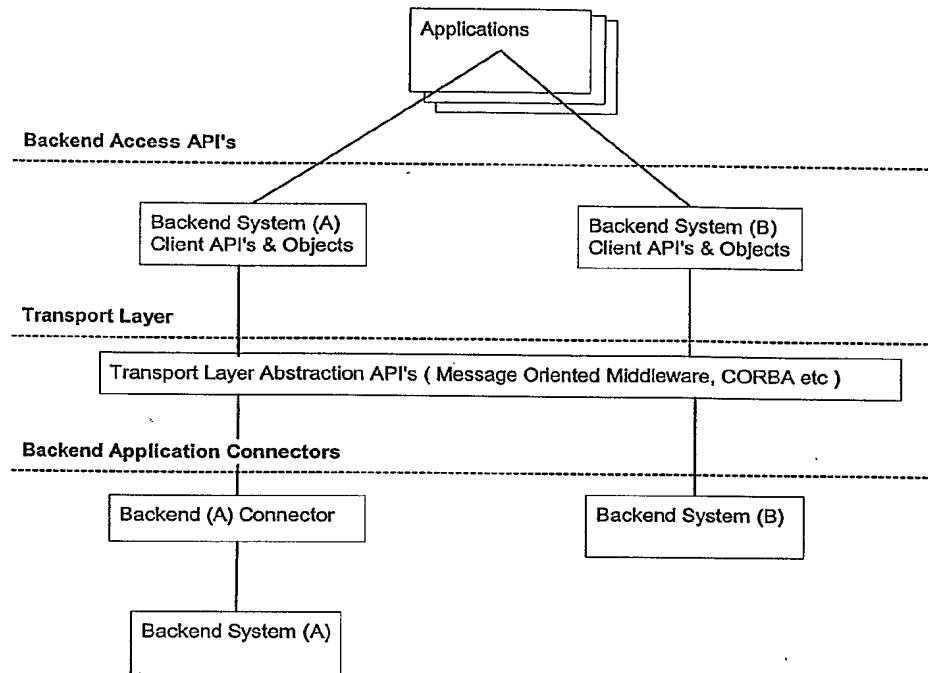 Applications
Backend Access API's
Backend System (A)
Client API's & Objects
Backend System (B)
Client API's & Objects
Transport Layer
Transport Layer Abstraction API's ( Message Oriented Middleware, CORBA etc )
Backend Application Connectors
Backend (A) Connector
Backend System (B)
Backend System (A)